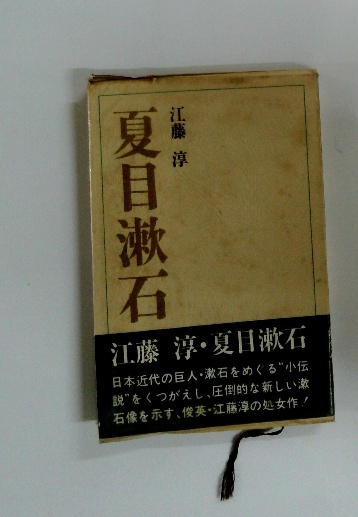 江藤 淳
夏目漱石
江藤 淳・夏目漱石
日本近代の巨人・漱石をめぐる“小伝
説”をくつがえし、圧倒的な新しい漱
石像を示す、俊英・江藤淳の処女作！